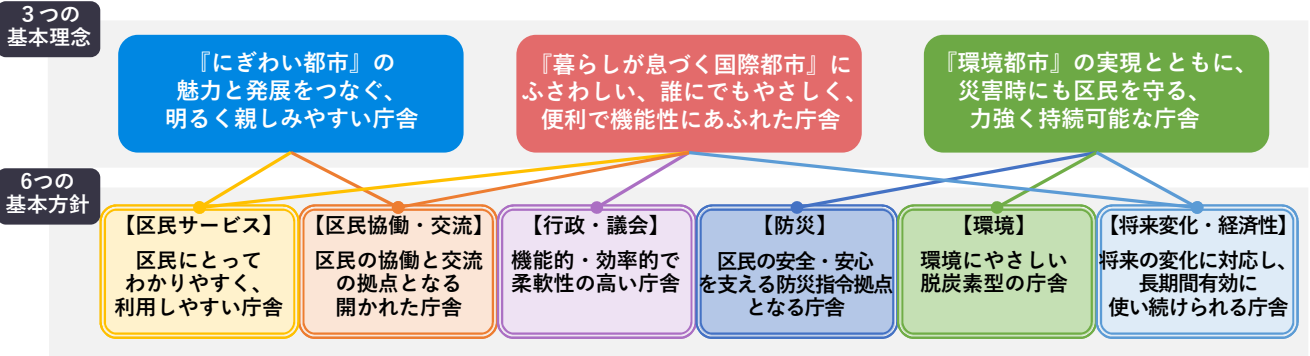 3つの
基本理念
『にぎわい都市』の
魅力と発展をつなぐ、
明るく親しみやすい庁舎
『暮らしが息づく国際都市』に
ふさわしい、誰にでもやさしく、
便利で機能性にあふれた庁舎
『環境都市』の実現とともに、
災害時にも区民を守る、
力強く持続可能な庁舎
6つの
基本方針
【区民サービス】
区民にとって
わかりやすく、
利用しやすい庁舎
【区民協働・交流】
区民の協働と交流
の拠点となる
開かれた庁舎
【行政・議会】
機能的・効率的で
柔軟性の高い庁舎
【防災】
区民の安全・安心
を支える防災指令拠点
となる庁舎
【環境】
環境にやさしい
脱炭素型の庁舎
【将来変化・経済性】
将来の変化に対応し、
長期間有効に
使い続けられる庁舎